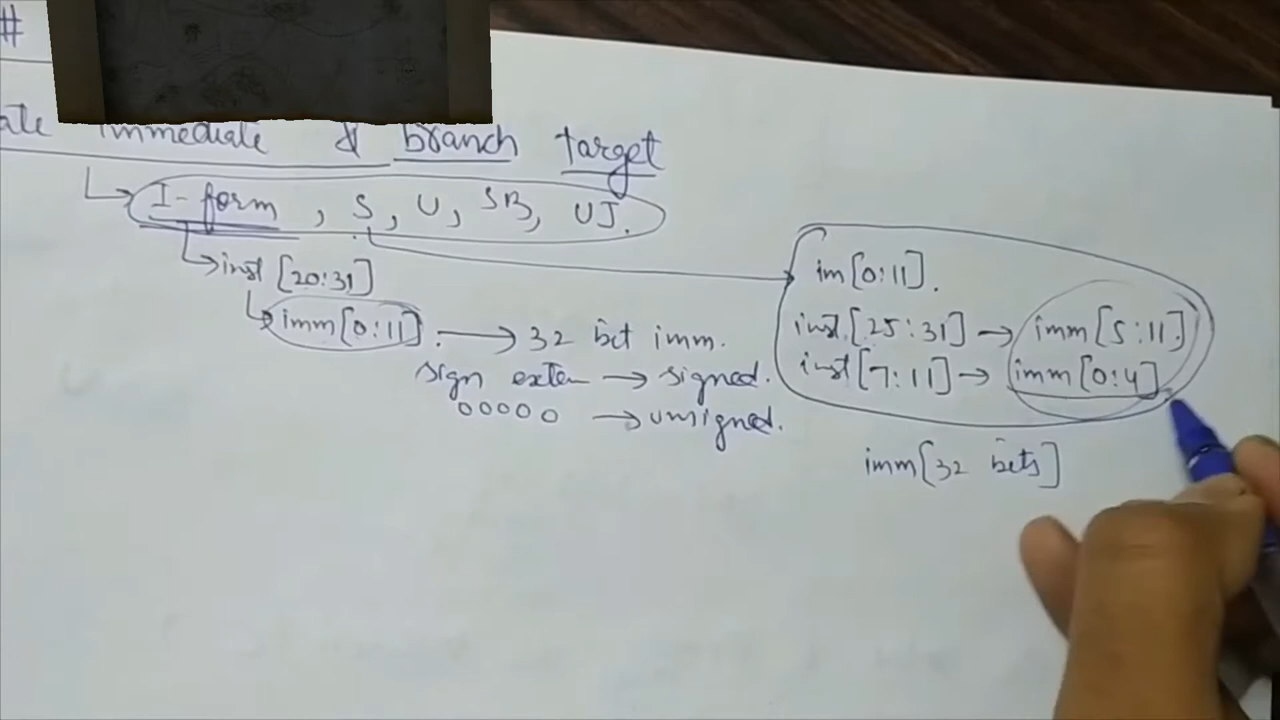 #
ate immediate & branch target
I-form, S, U, SB, UJ.
inst [20:31]
imm[0:11]. → 32 bit imm.
sign exten → signed.
00000 → unsigned.
im[0:11].
inst.[25:31] → imm[5:11].
inst[7:11] → imm[0:4].
imm[32 bits]